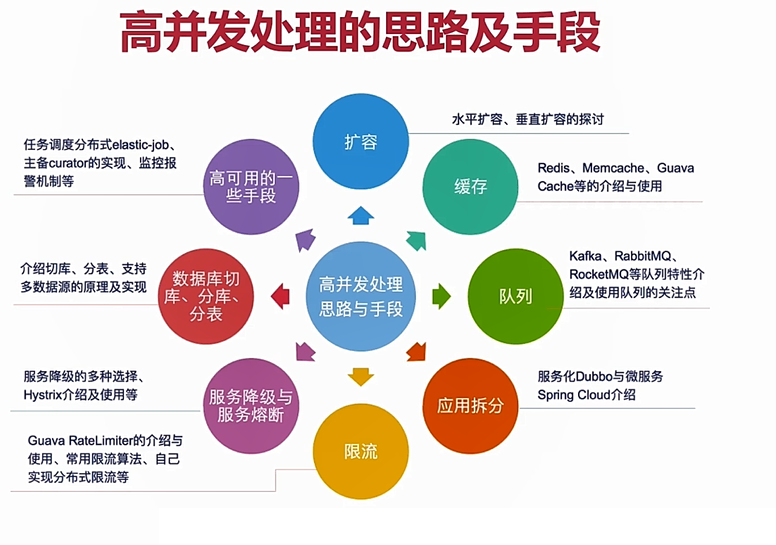 高并发处理的思路及手段
扩容
水平扩容、垂直扩容的探讨
缓存
Redis、Memcache、Guava
Cache等的介绍与使用
队列
Kafka、RabbitMQ、
RocketMQ等队列特性介
绍及使用队列的关注点
应用拆分
服务化Dubbo与微服务
Spring Cloud介绍
限流
Guava RateLimiter的介绍与
使用、常用限流算法、自己
实现分布式限流等
服务降级与
服务熔断
服务降级的多种选择、
Hystrix介绍及使用等
数据库切
库、分库、
分表
介绍切库、分表、支持
多数据源的原理及实现
高可用的一
些手段
任务调度分布式elastic-job、
主备curator的实现、监控报
警机制等
高并发处理
思路与手段